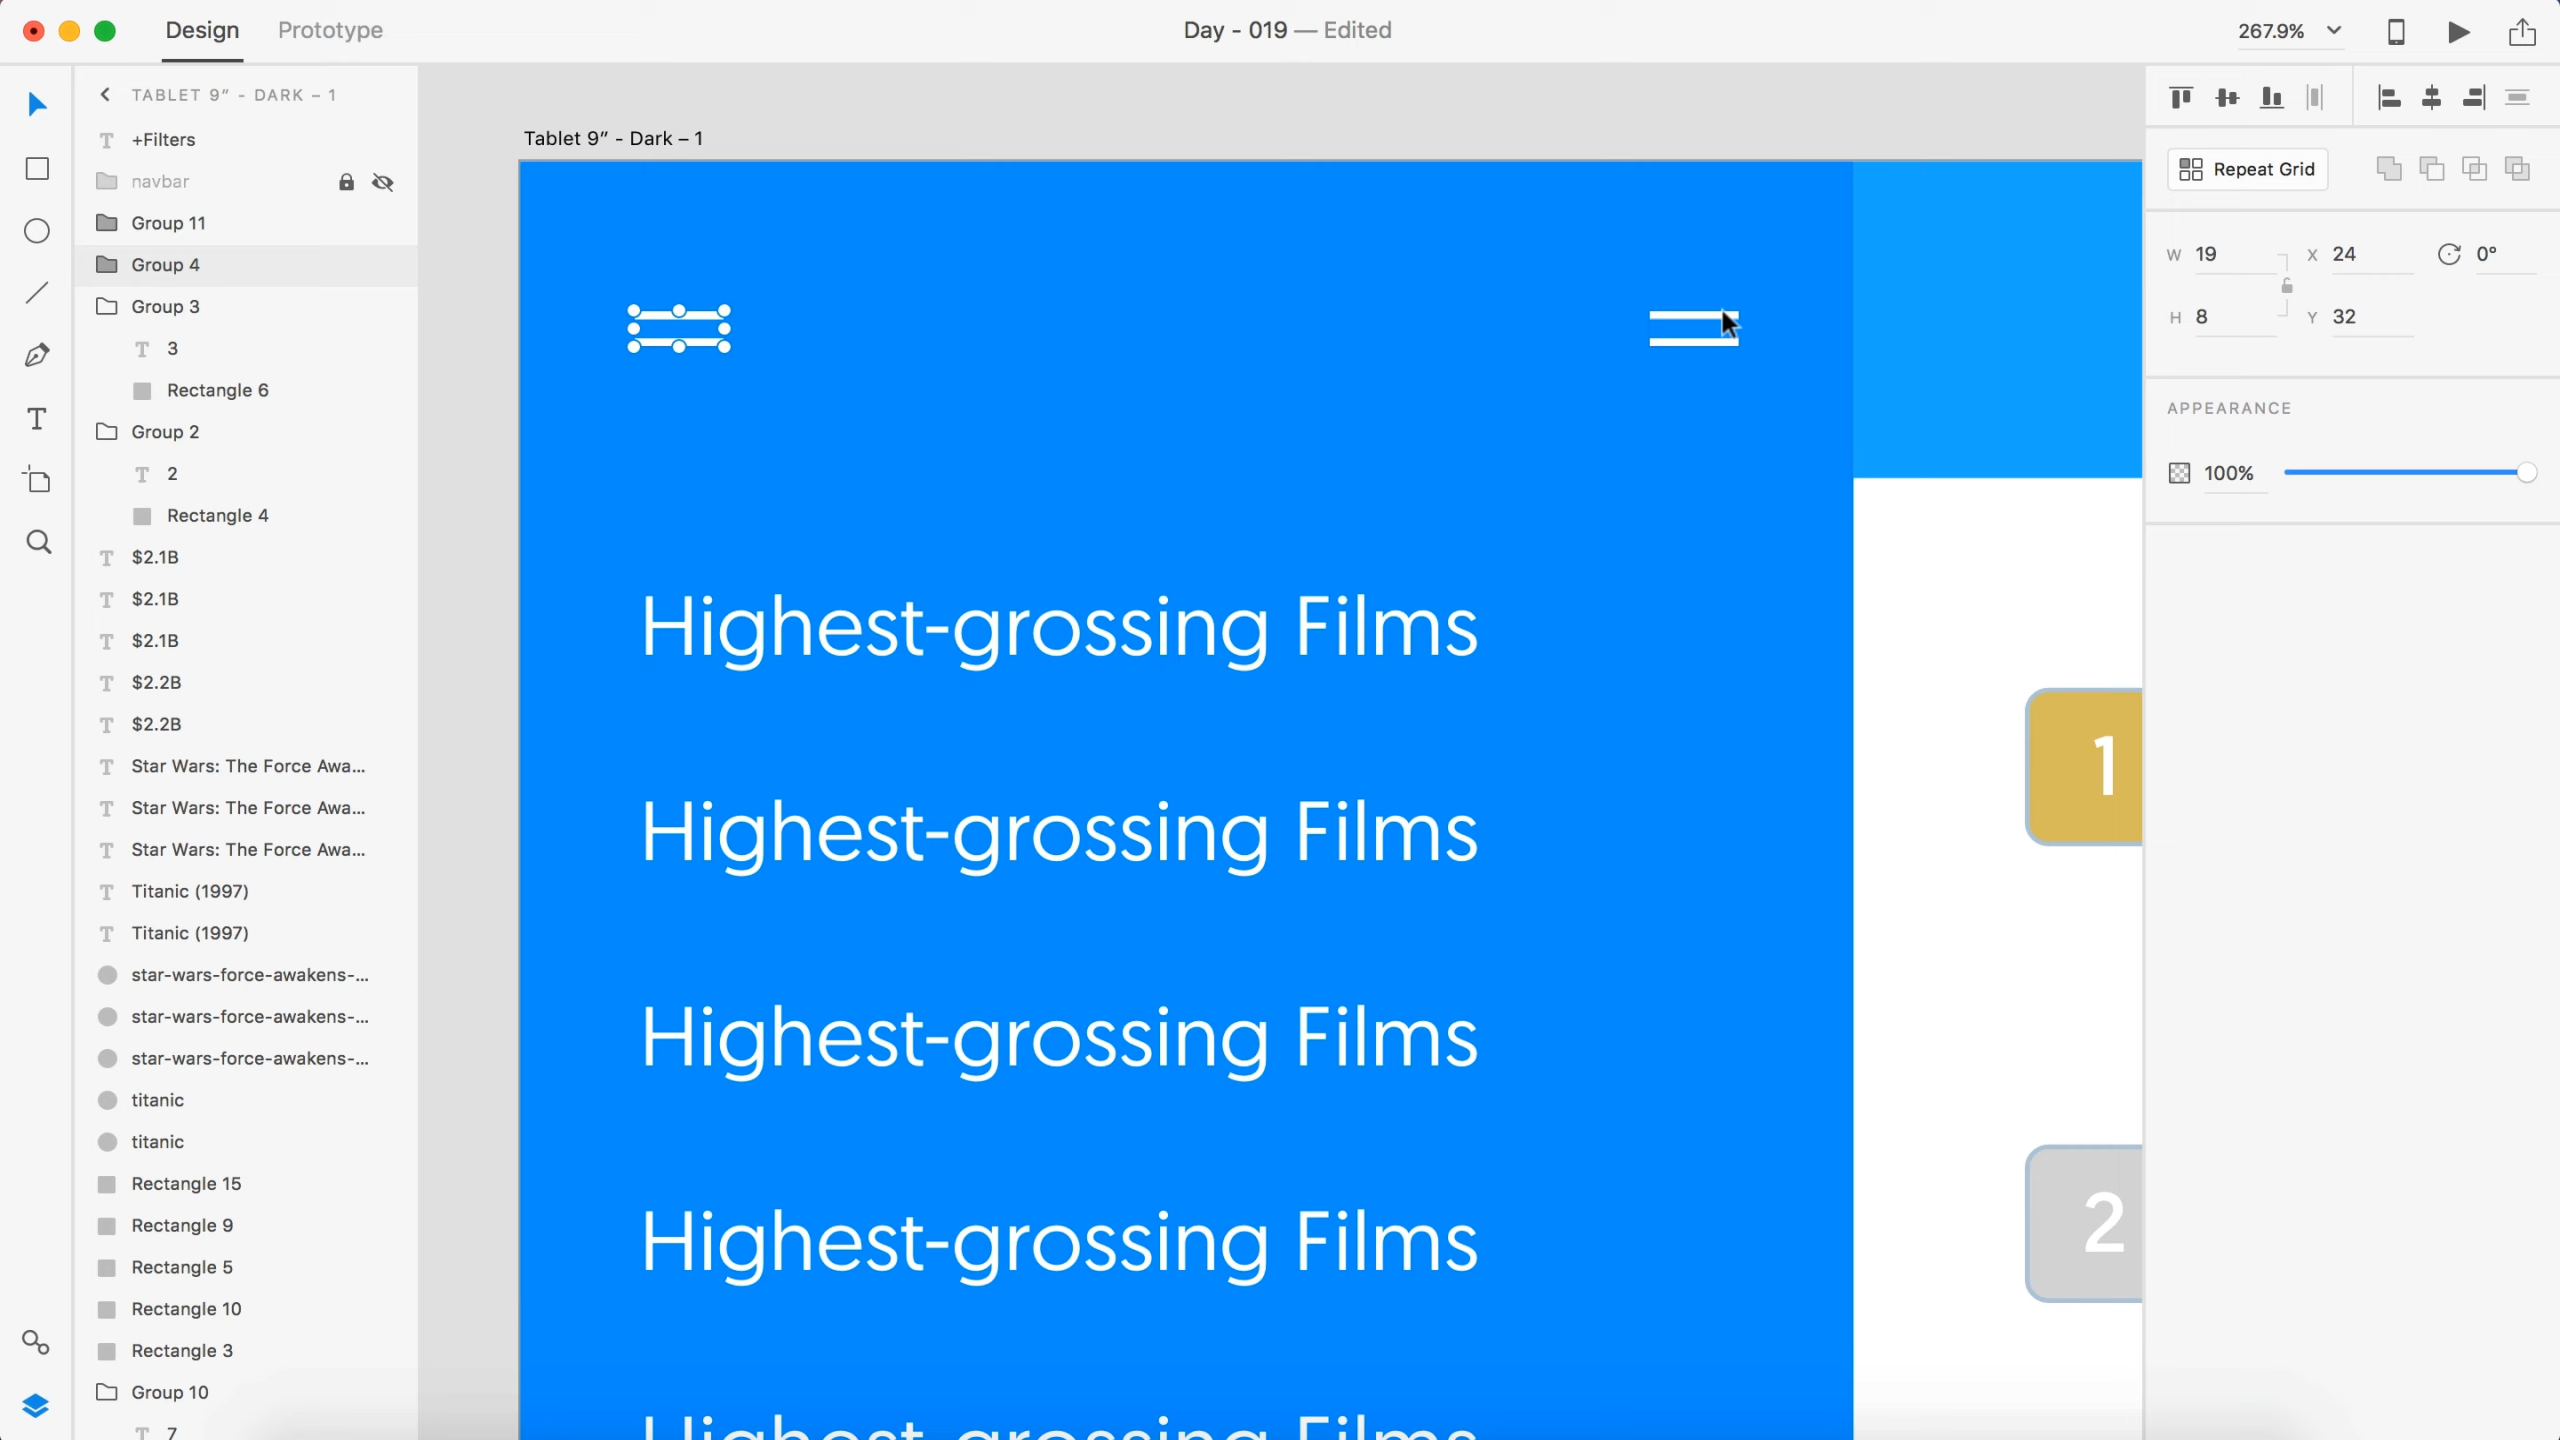 Design Prototype Day - 019 — Edited 267.9%
TABLET 9” - DARK – 1
+Filters
navbar
Group 11
Group 4
Group 3
3
Rectangle 6
Group 2
2
Rectangle 4
$2.1B
$2.1B
$2.1B
$2.2B
$2.2B
Star Wars: The Force Awa...
Star Wars: The Force Awa...
Star Wars: The Force Awa...
Titanic (1997)
Titanic (1997)
star-wars-force-awakens-...
star-wars-force-awakens-...
star-wars-force-awakens-...
titanic
titanic
Rectangle 15
Rectangle 9
Rectangle 5
Rectangle 10
Rectangle 3
Group 10
7
Tablet 9” - Dark – 1
Highest-grossing Films
Highest-grossing Films
Highest-grossing Films
Highest-grossing Films
Highest-grossing Films
1
2
Repeat Grid
W 19 X 24 0°
H 8 Y 32
APPEARANCE
100%